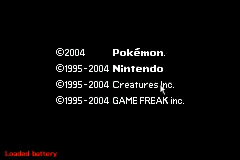 ©2004 Pokémon.
©1995-2004 Nintendo
©1995-2004 Creatures Inc.
©1995-2004 GAME FREAK inc.
Loaded battery